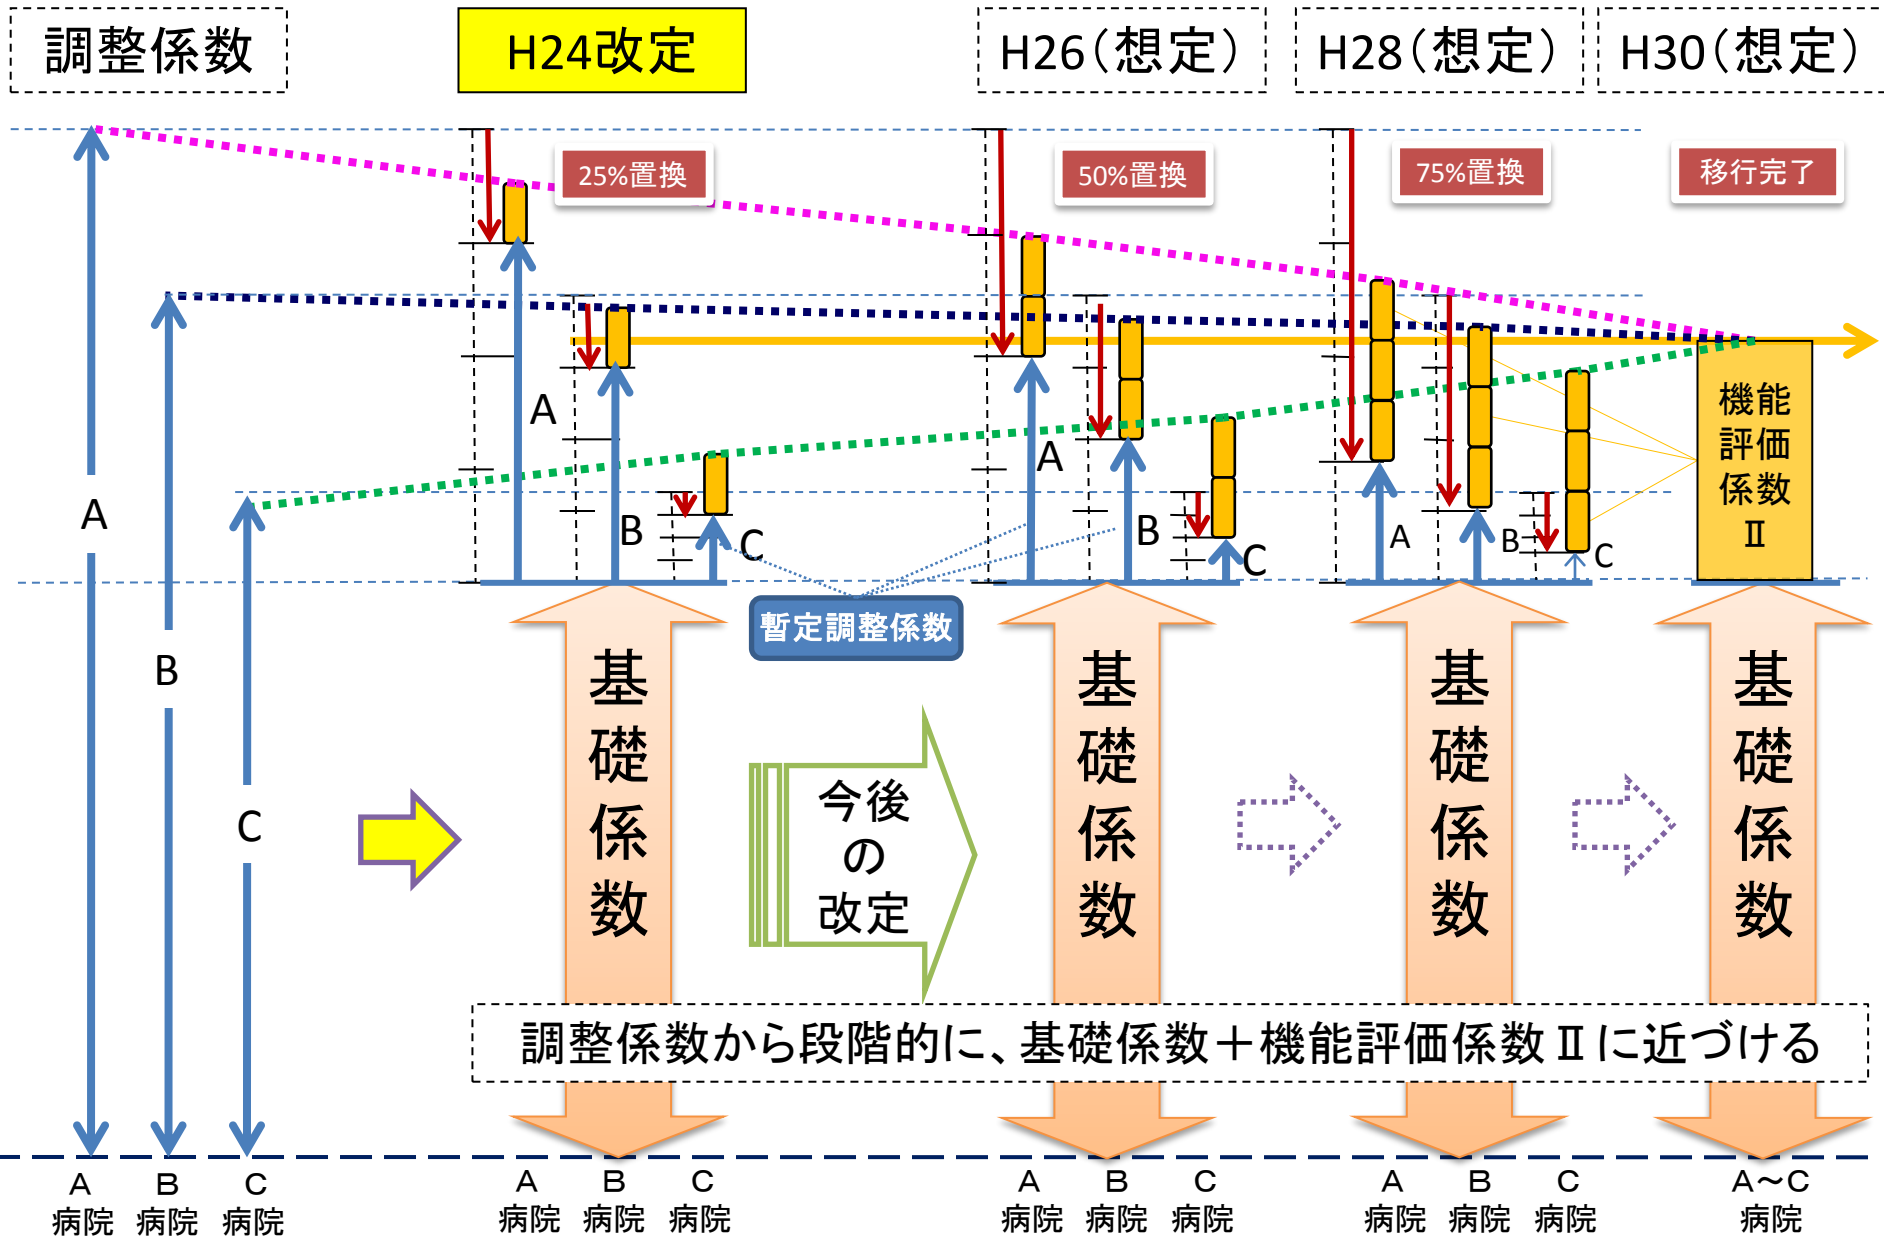 調整係数
H24改定
H26（想定）
H28（想定）
H30（想定）
25%置換
50%置換
75%置換
移行完了
A
B
C
A
B
C
A
B
C
A
B
C
機能
評価
係数
Ⅱ
暫定調整係数
基礎係数
今後
の
改定
基礎係数
基礎係数
基礎係数
調整係数から段階的に、基礎係数＋機能評価係数Ⅱに近づける
A
病院
B
病院
C
病院
A
病院
B
病院
C
病院
A
病院
B
病院
C
病院
A
病院
B
病院
C
病院
A～C
病院